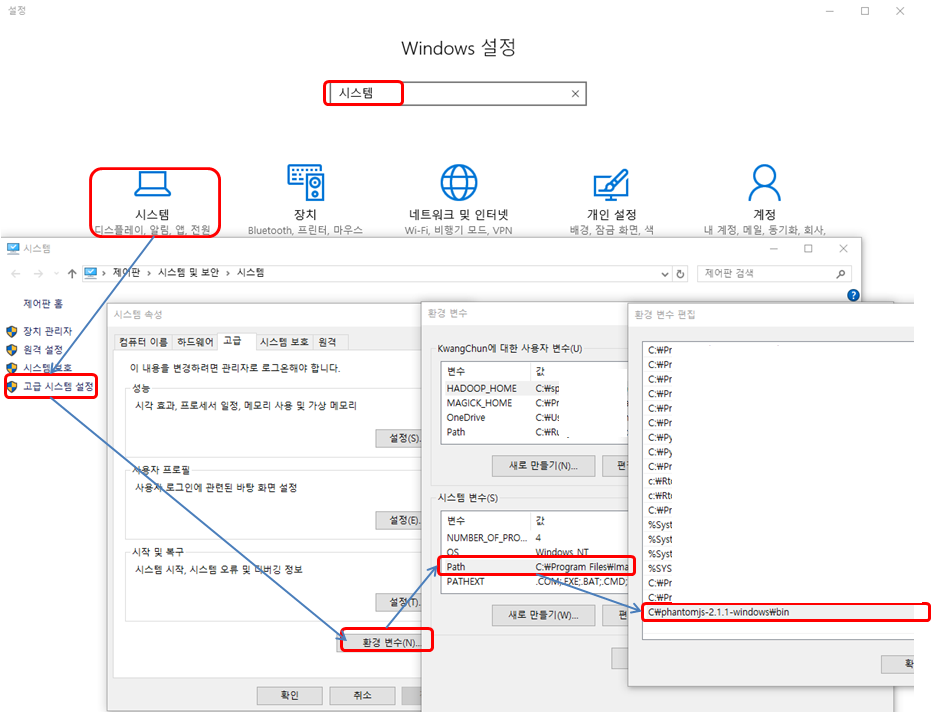 설정
Windows 설정
시스템
시스템
디스플레이, 알림, 앱, 전원
장치
Bluetooth, 프린터, 마우스
네트워크 및 인터넷
Wi-Fi, 비행기 모드, VPN
개인 설정
배경, 잠금 화면, 색
계정
내 계정, 메일, 동기화, 회사,
시스템
제어판 › 시스템 및 보안 › 시스템
제어판 검색
제어판 홈
장치 관리자
원격 설정
시스템 보호
고급 시스템 설정
시스템 속성
컴퓨터 이름 하드웨어 고급 시스템 보호 원격
이 내용을 변경하려면 관리자로 로그온해야 합니다.
성능
시각 효과, 프로세서 일정, 메모리 사용 및 가상 메모리
설정(S)..
사용자 프로필
사용자 로그인에 관련된 바탕 화면 설정
설정(E)..
시작 및 복구
시스템 시작, 시스템 오류 및 디버깅 정보
설정(T)..
환경 변수(N)...
확인 취소
환경 변수
KwangChun에 대한 사용자 변수(U)
변수 값
HADOOP_HOME C:₩sp
MAGICK_HOME C:₩Pr
OneDrive C:₩Us
Path C:₩Ru
새로 만들기(N)...
시스템 변수(S)
변수 값
NUMBER_OF_PRO... 4
OS Windows_NT
Path C:₩Program Files₩Ima
PATHEXT .COM;.EXE;.BAT;.CMD;
새로 만들기(W)...
환경 변수 편집
C:₩Pr
C:₩Pr
C:₩Pr
C:₩Pr
C:₩Pr
C:₩Pr
C:₩Py
C:₩Py
C:₩Pr
c:₩Rto
c:₩Rto
C:₩Pr
%Syst
%Syst
%Syst
%SYS
C:₩Pr
C:₩Pr
C₩phantomjs-2.1.1-windows₩bin